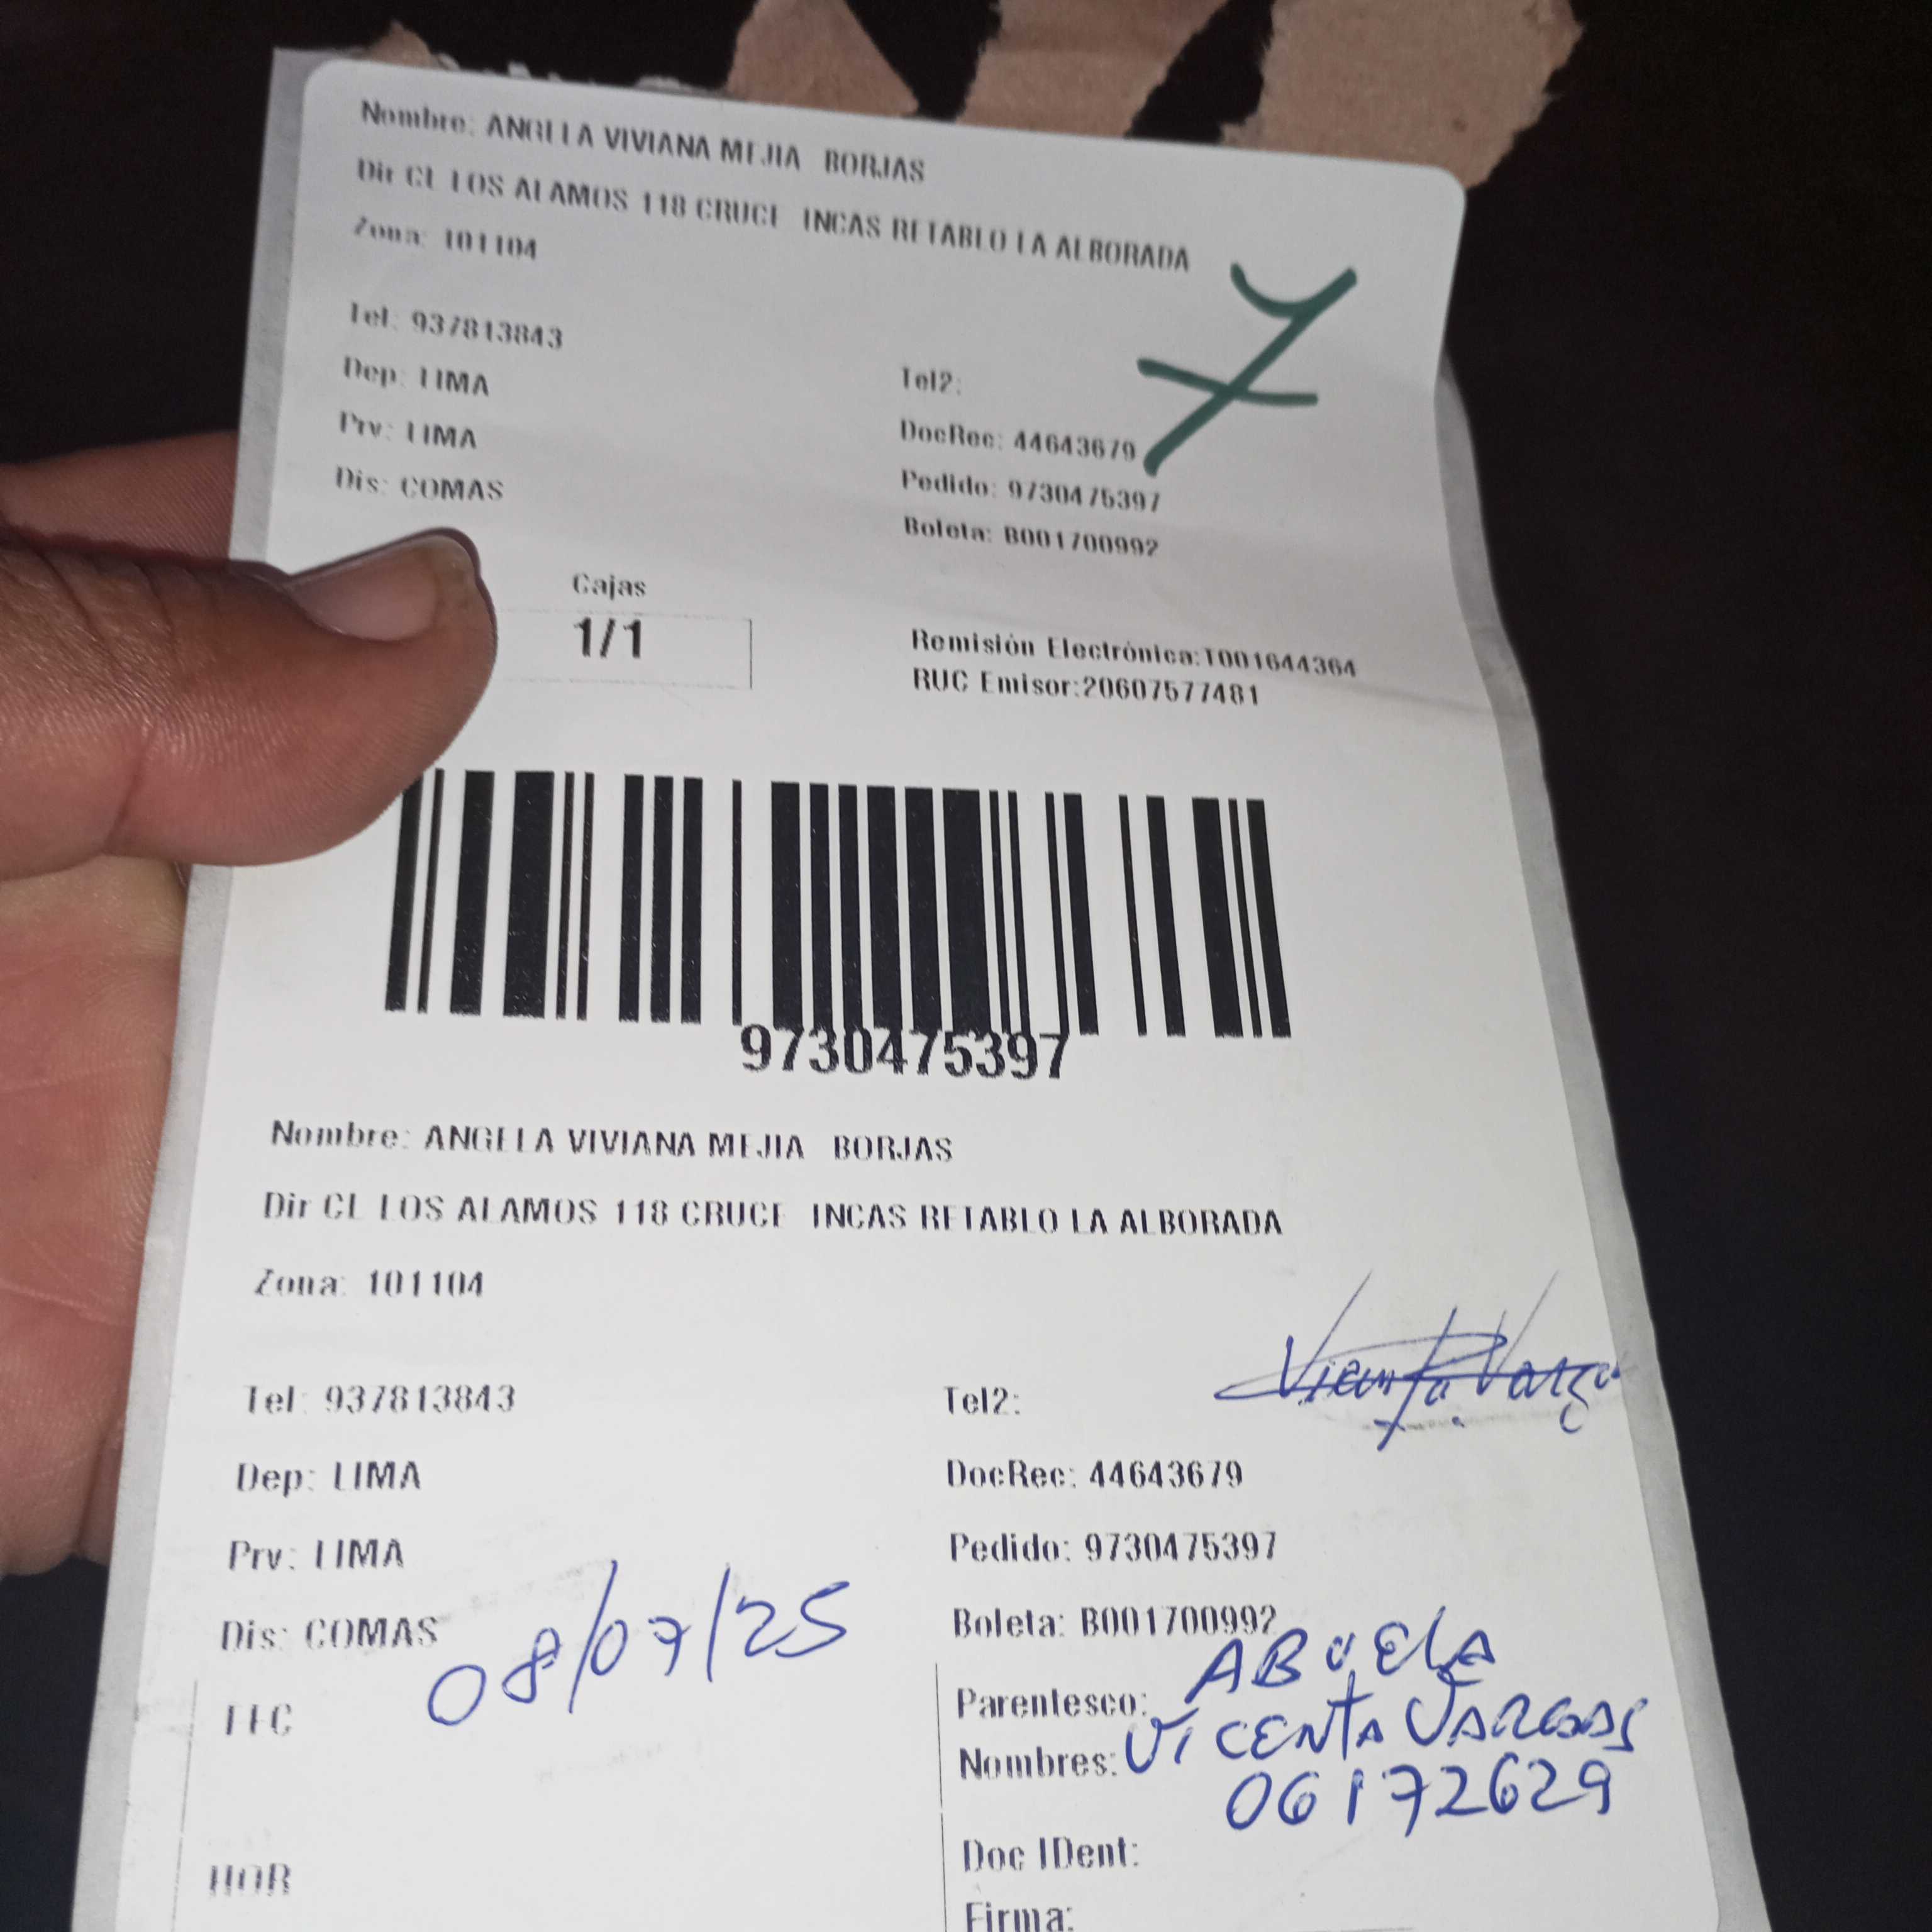 Nombre: ANGELA VIVIANA MEJIA BORJAS
Dir CL LOS ALAMOS 118 CRUCE INCAS RETABLO LA ALBORADA
Zona: 101104
7
Tel: 937813843
Dep: LIMA
Tel2:
Prv: LIMA
DocRec: 44643679
Dis: COMAS
Pedido: 9730475397
Boleta: B001700992
Cajas
1/1
Remisión Electrónica:T001644364
RUC Emisor:20607577481
9730475397
Nombre: ANGELA VIVIANA MEJIA BORJAS
Dir CL LOS ALAMOS 118 CRUCE INCAS RETABLO LA ALBORADA
Zona: 101104
Tel: 937813843
Tel2:
Dep: LIMA
DocRec: 44643679
Prv: LIMA
Pedido: 9730475397
Dis: COMAS
08/07/25
Boleta: B001700992
FEC
Parentesco: ABUELA
Nombres: VICENTA VARGAS
06172629
HOR
Doc IDent:
Firma: